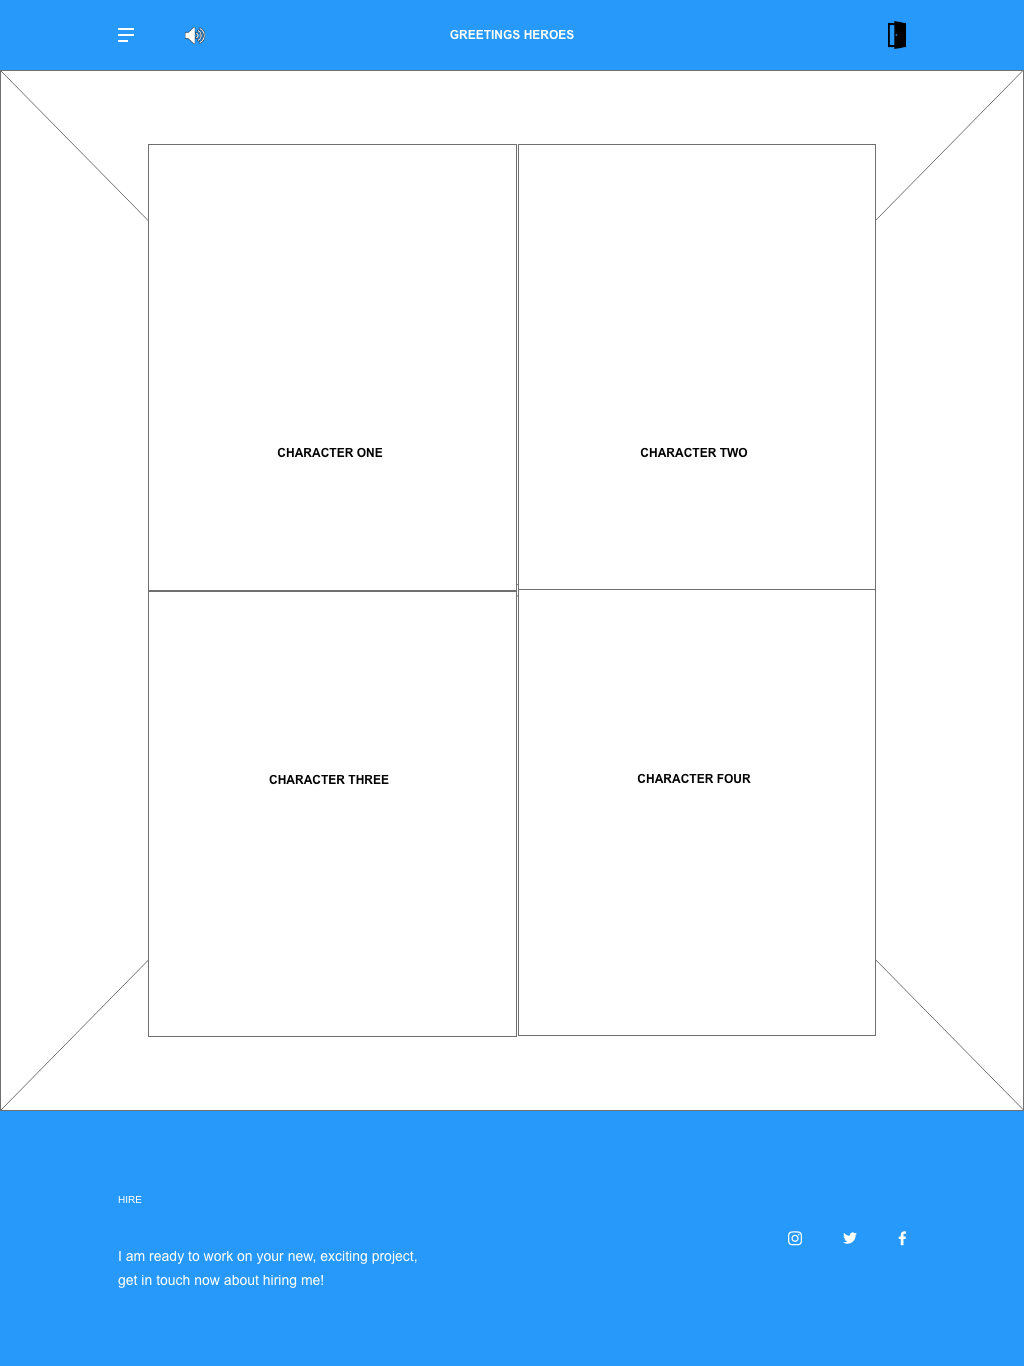 GREETINGS HEROES
CHARACTER ONE
CHARACTER TWO
CHARACTER THREE
CHARACTER FOUR
HIRE
I am ready to work on your new, exciting project,
get in touch now about hiring me!